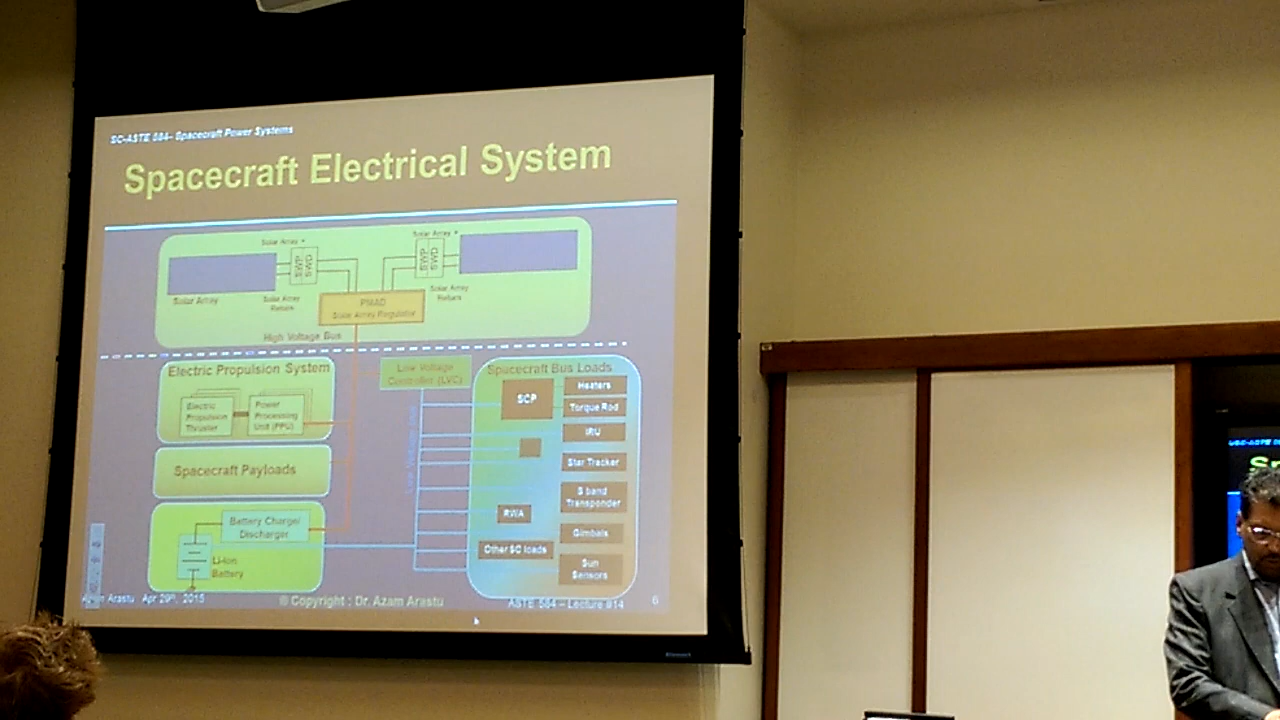 SC-ASTE 584- Spacecraft Power Systems
Spacecraft Electrical System
Solar Array +
Solar Array +
SWP
SWD
SWP
SWD
Solar Array
Solar Array
Return
Solar Array
Return
PMAD
Solar Array Regulator
High Voltage Bus
Electric Propulsion System
Electric
Propulsion
Thruster
Power
Processing
Unit (PPU)
Low Voltage
Controller (LVC)
Spacecraft Bus Loads
SCP
Heaters
Torque Rod
IRU
Star Tracker
S band
Transponder
RWA
Gimbals
Other SC loads
Sun
Sensors
Spacecraft Payloads
Battery Charge/
Discharger
Li-Ion
Battery
Azam Arastu Apr 29th, 2015
© Copyright : Dr. Azam Arastu
ASTE 584 – Lecture #14
6